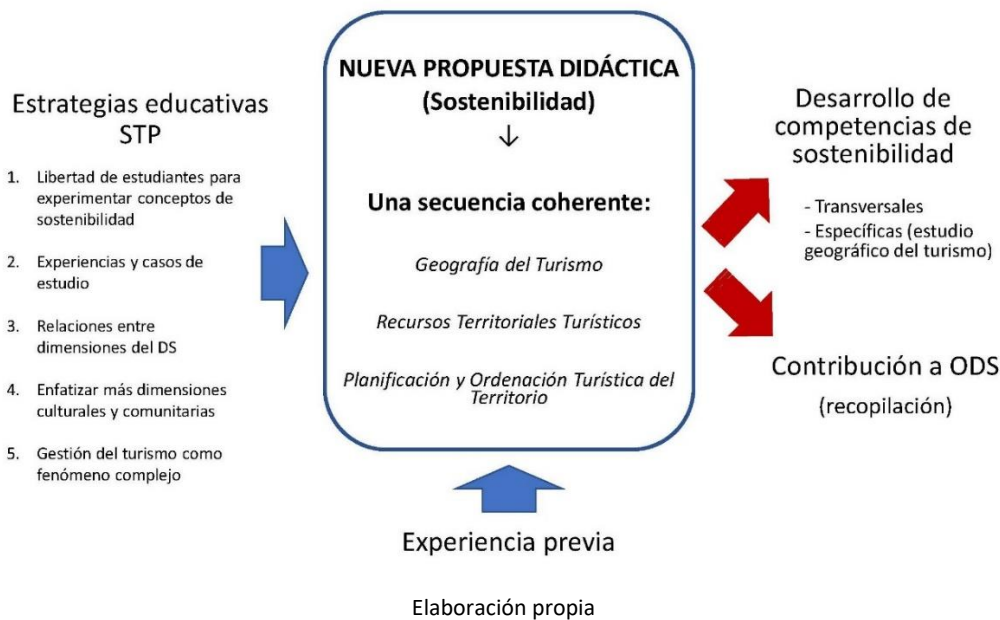 Estrategias educativas
STP
1. Libertad de estudiantes para
experimentar conceptos de
sostenibilidad
2. Experiencias y casos de
estudio
3. Relaciones entre
dimensiones del DS
4. Enfatizar más dimensiones
culturales y comunitarias
5. Gestión del turismo como
fenómeno complejo
NUEVA PROPUESTA DIDÁCTICA
(Sostenibilidad)
↓
Una secuencia coherente:
Geografía del Turismo
Recursos Territoriales Turísticos
Planificación y Ordenación Turística del
Territorio
Desarrollo de
competencias de
sostenibilidad
- Transversales
- Específicas (estudio
geográfico del turismo)
Contribución a ODS
(recopilación)
Experiencia previa
Elaboración propia